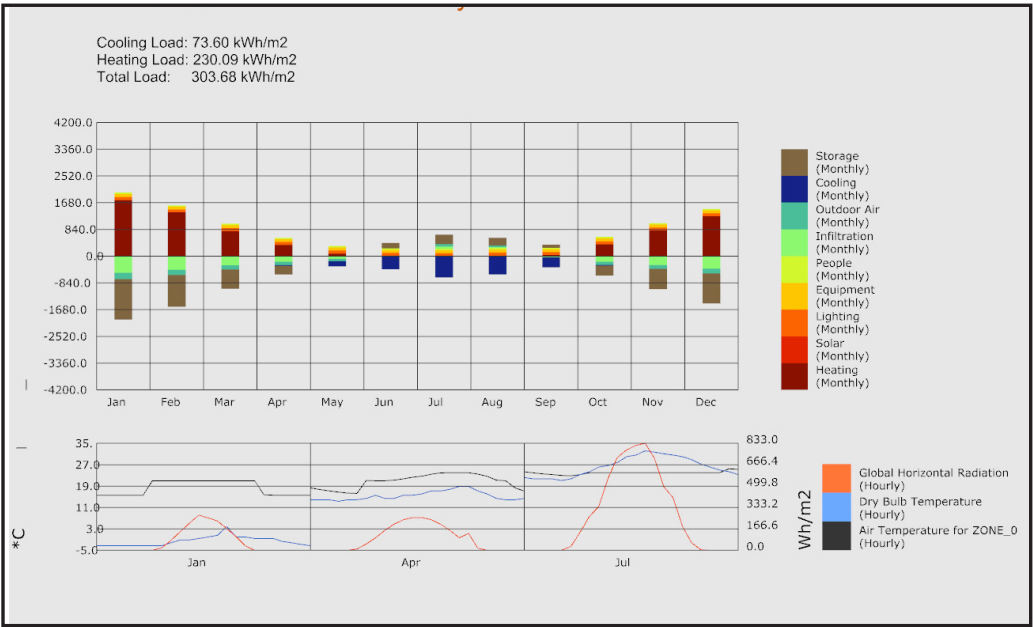 Cooling Load: 73.60 kWh/m2
Heating Load: 230.09 kWh/m2
Total Load: 303.68 kWh/m2
4200.0
3360.0
2520.0
1680.0
840.0
0.0
-840.0
-1680.0
-2520.0
-3360.0
-4200.0
Jan Feb Mar Apr May Jun Jul Aug Sep Oct Nov Dec
Storage
(Monthly)
Cooling
(Monthly)
Outdoor Air
(Monthly)
Infiltration
(Monthly)
People
(Monthly)
Equipment
(Monthly)
Lighting
(Monthly)
Solar
(Monthly)
Heating
(Monthly)
*C
35.
27.0
19.0
11.0
3.0
-5.0
Jan Apr Jul
833.0
666.4
499.8
333.2
166.6
0.0
Wh/m2
Global Horizontal Radiation
(Hourly)
Dry Bulb Temperature
(Hourly)
Air Temperature for ZONE_0
(Hourly)